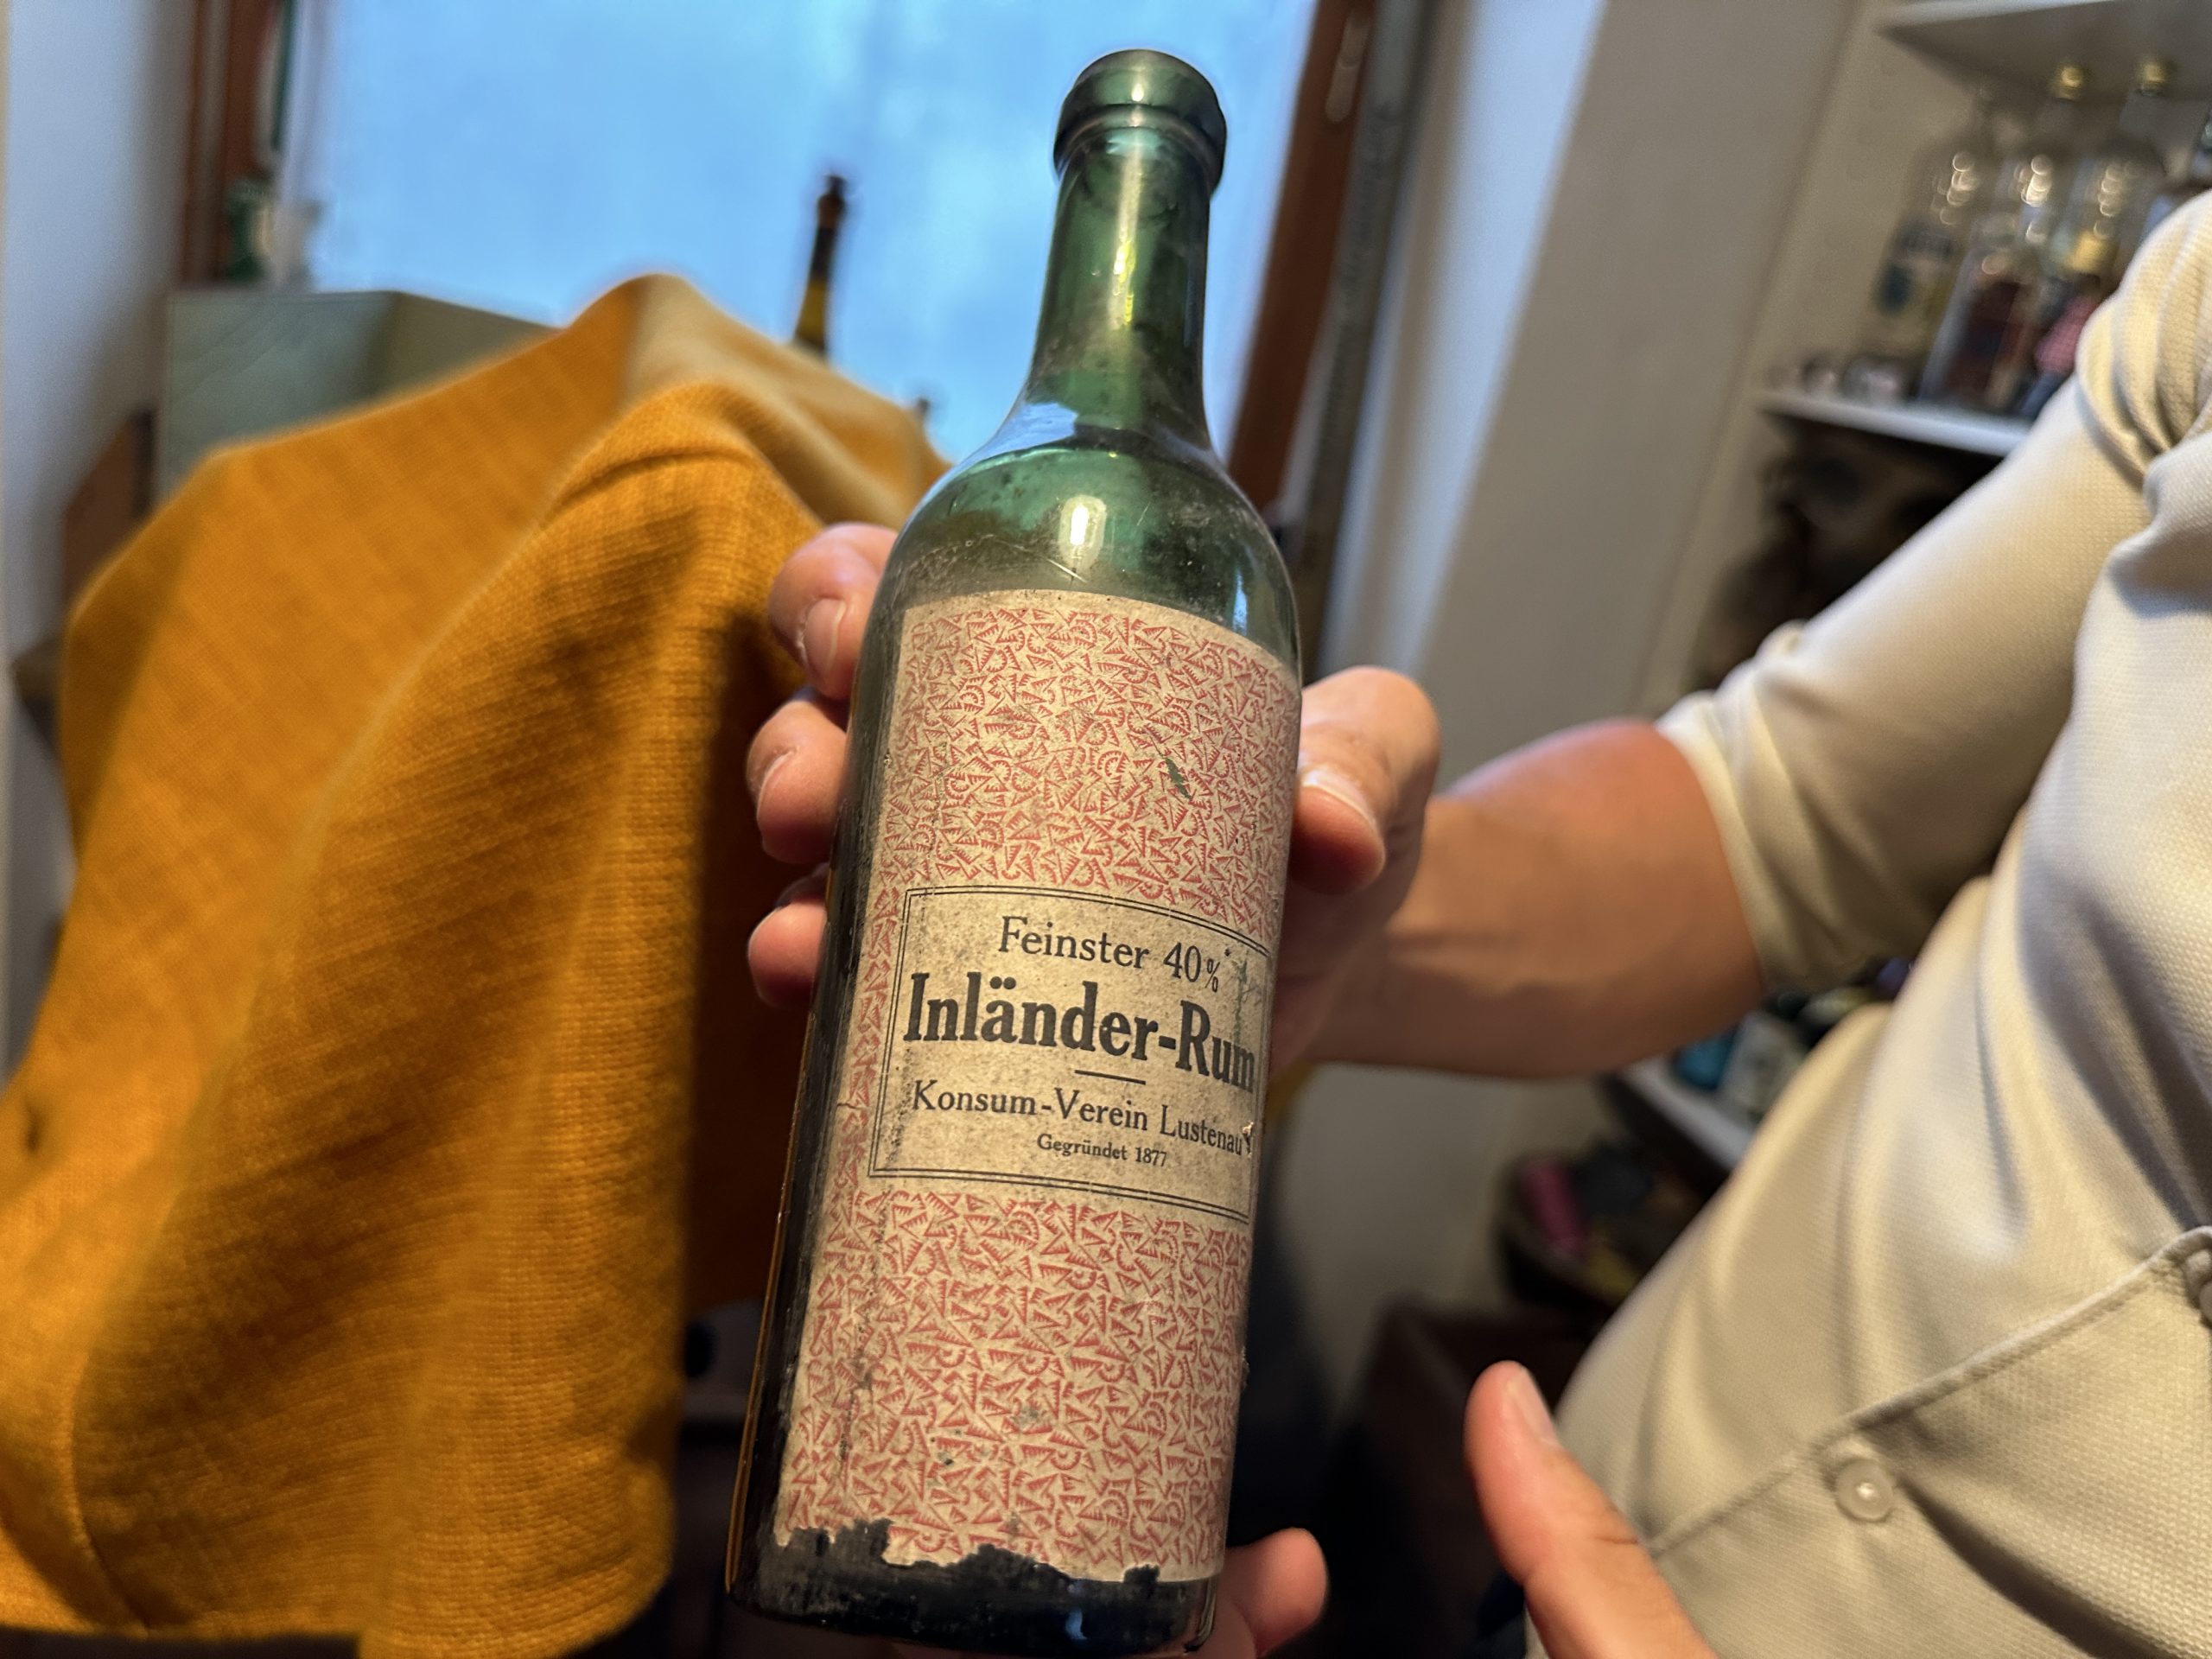 Feinster 40%
Inländer-Rum
Konsum-Verein Lustenau
Gegründet 1877